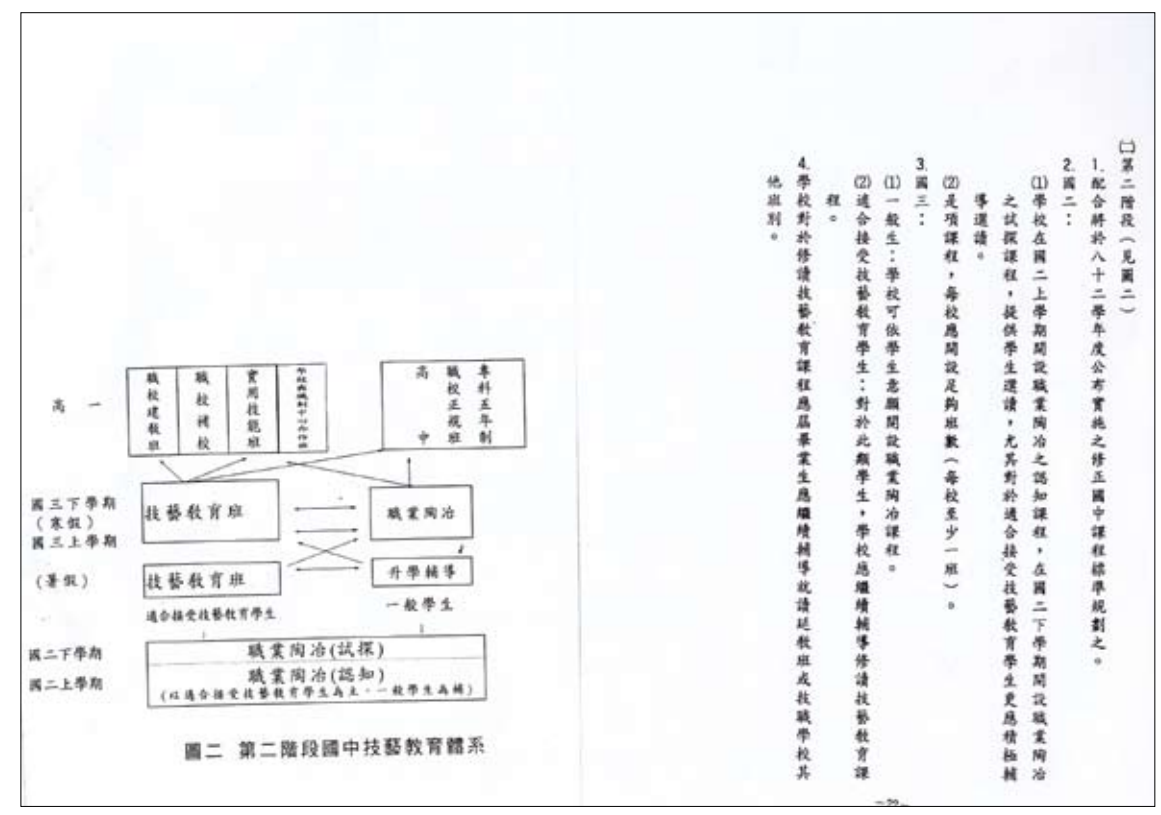 ㈡第二階段（見圖二）
1.配合將於八十二學年度公布實施之修正國中課程標準規劃之。
2.國二：
⑴學校在國二上學期開設職業陶冶之認知課程，在國二下學期開設職業陶冶
之試探課程，提供學生選讀，尤其對於適合接受技藝教育學生更應積極輔
導選讀。
⑵是項課程，每校應開設足夠班數（每校至少一班）。
3.國三：
⑴一般生：學校可依學生意願開設職業陶冶課程。
⑵適合接受技藝教育學生：對於此類學生，學校應繼續輔導修讀技藝教育課
程。
4.學校對於修讀技藝教育課程應屆畢業生應繼續輔導就讀延教班或技職學校其
他班別。
~29~
高一
職校建教班
職校補校
實用技能班
高中
職校正規班
專科五年制
國三下學期
（寒假）
國三上學期
技藝教育班
職業陶冶
（暑假）
技藝教育班
升學輔導
適合接受技藝教育學生
一般學生
國二下學期
職業陶冶(試探)
國二上學期
職業陶冶(認知)
(以適合接受技藝教育學生為主，一般學生為輔)
圖二 第二階段國中技藝教育體系